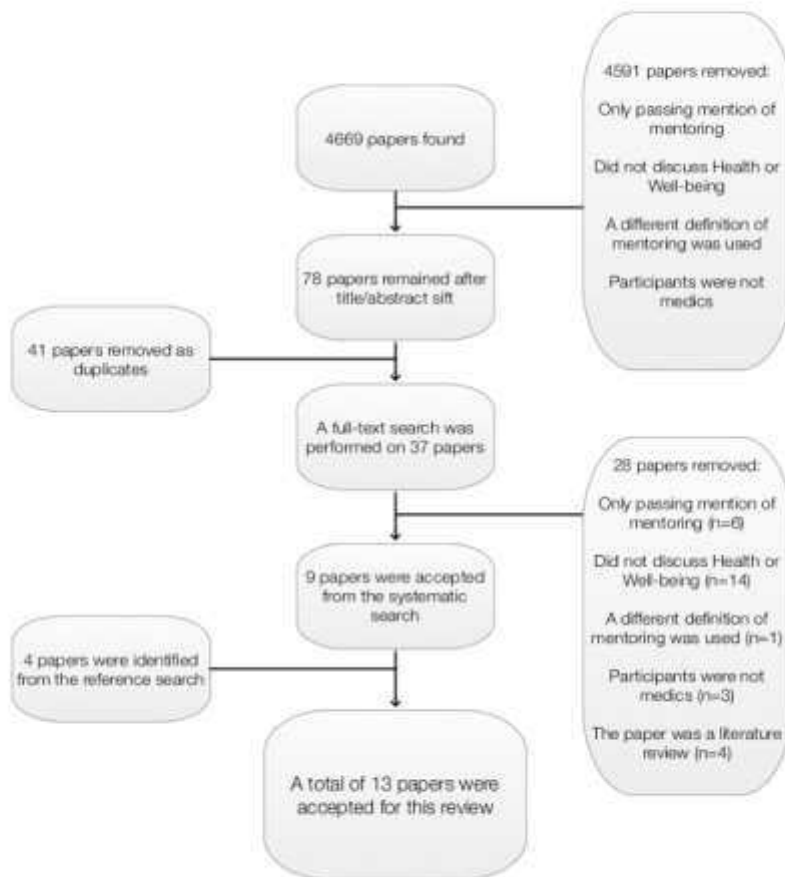 4669 papers found
4591 papers removed:
Only passing mention of
mentoring
Did not discuss Health or
Well-being
A different definition of
mentoring was used
Participants were not
medics
78 papers remained after
title/abstract sift
41 papers removed as
duplicates
A full-text search was
performed on 37 papers
28 papers removed:
Only passing mention of
mentoring (n=6)
Did not discuss Health or
Well-being (n=14)
A different definition of
mentoring was used (n=1)
Participants were not
medics (n=3)
The paper was a literature
review (n=4)
9 papers were accepted
from the systematic
search
4 papers were identified
from the reference search
A total of 13 papers were
accepted for this review